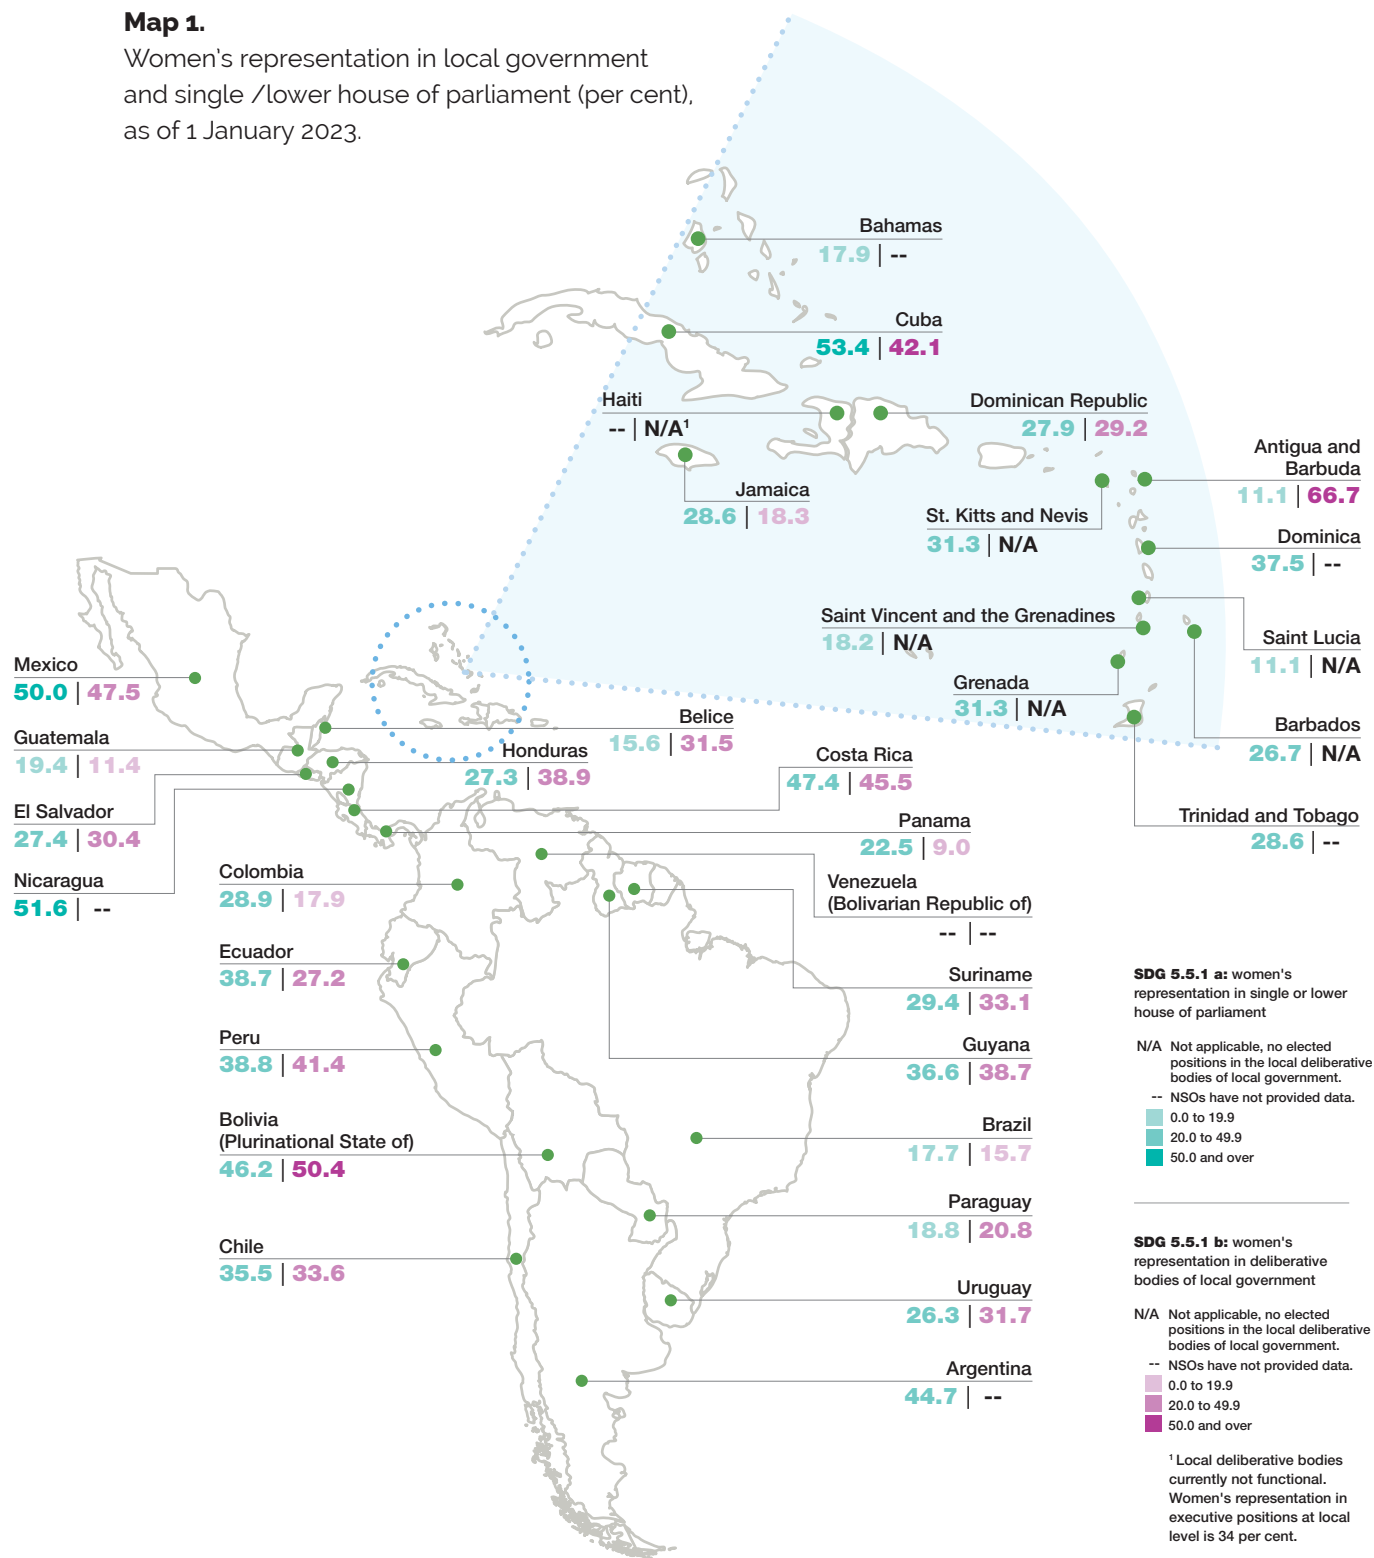 Map 1.
Women's representation in local government
and single /lower house of parliament (per cent),
as of 1 January 2023.
Bahamas
17.9 | --
Cuba
53.4 | 42.1
Haiti
-- | N/A¹
Dominican Republic
27.9 | 29.2
Antigua and
Barbuda
11.1 | 66.7
Jamaica
28.6 | 18.3
St. Kitts and Nevis
31.3 | N/A
Dominica
37.5 | --
Saint Vincent and the Grenadines
18.2 | N/A
Saint Lucia
11.1 | N/A
Grenada
31.3 | N/A
Barbados
26.7 | N/A
Trinidad and Tobago
28.6 | --
Mexico
50.0 | 47.5
Belice
15.6 | 31.5
Guatemala
19.4 | 11.4
Honduras
27.3 | 38.9
Costa Rica
47.4 | 45.5
El Salvador
27.4 | 30.4
Panama
22.5 | 9.0
Nicaragua
51.6 | --
Colombia
28.9 | 17.9
Venezuela
(Bolivarian Republic of)
-- | --
Ecuador
38.7 | 27.2
Suriname
29.4 | 33.1
Peru
38.8 | 41.4
Guyana
36.6 | 38.7
Bolivia
(Plurinational State of)
46.2 | 50.4
Brazil
17.7 | 15.7
Paraguay
18.8 | 20.8
Chile
35.5 | 33.6
Uruguay
26.3 | 31.7
Argentina
44.7 | --
SDG 5.5.1 a: women's
representation in single or lower
house of parliament
N/A Not applicable, no elected
positions in the local deliberative
bodies of local government.
-- NSOs have not provided data.
0.0 to 19.9
20.0 to 49.9
50.0 and over
SDG 5.5.1 b: women's
representation in deliberative
bodies of local government
N/A Not applicable, no elected
positions in the local deliberative
bodies of local government.
-- NSOs have not provided data.
0.0 to 19.9
20.0 to 49.9
50.0 and over
¹ Local deliberative bodies
currently not functional.
Women's representation in
executive positions at local
level is 34 per cent.